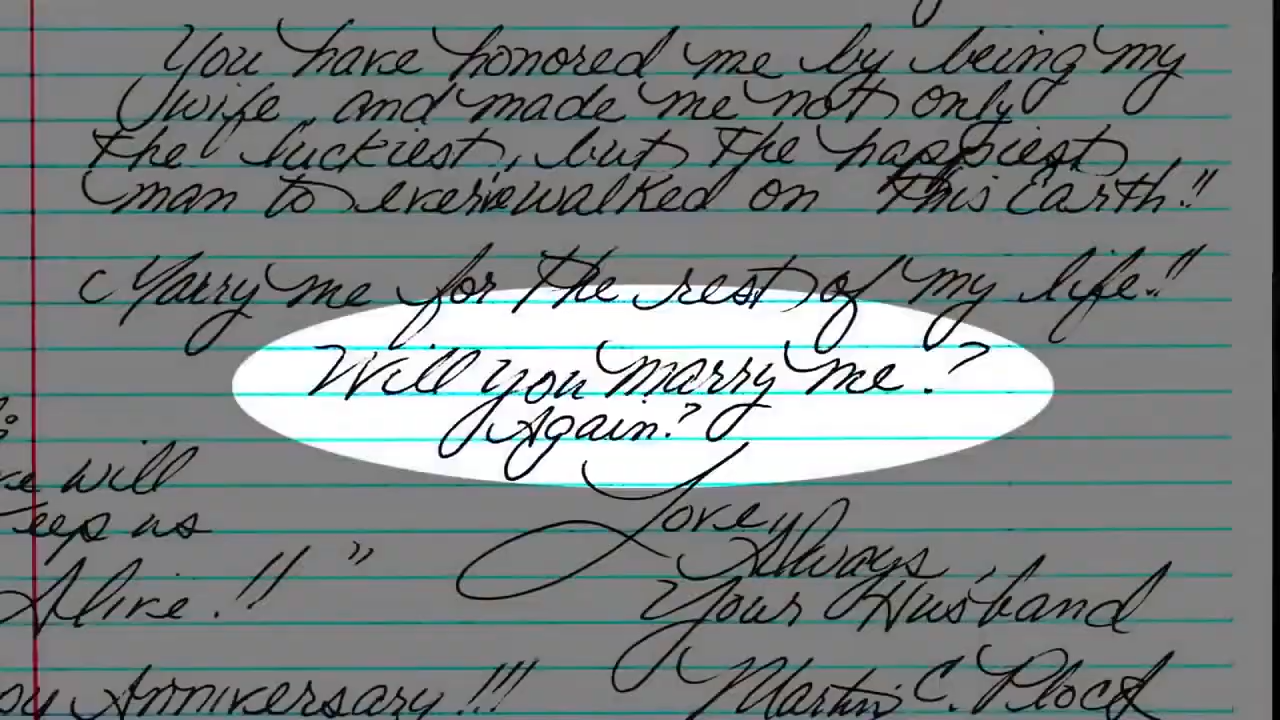 You have honored me by being my
wife, and made me not only
the luckiest, but the happiest
man to ever walked on this Earth!!
Marry me for the rest of my life!!
Will you marry me?
Again?
will
us
Alive!!"
Love,
Always,
Your Husband
Anniversary!!!
Martin C.